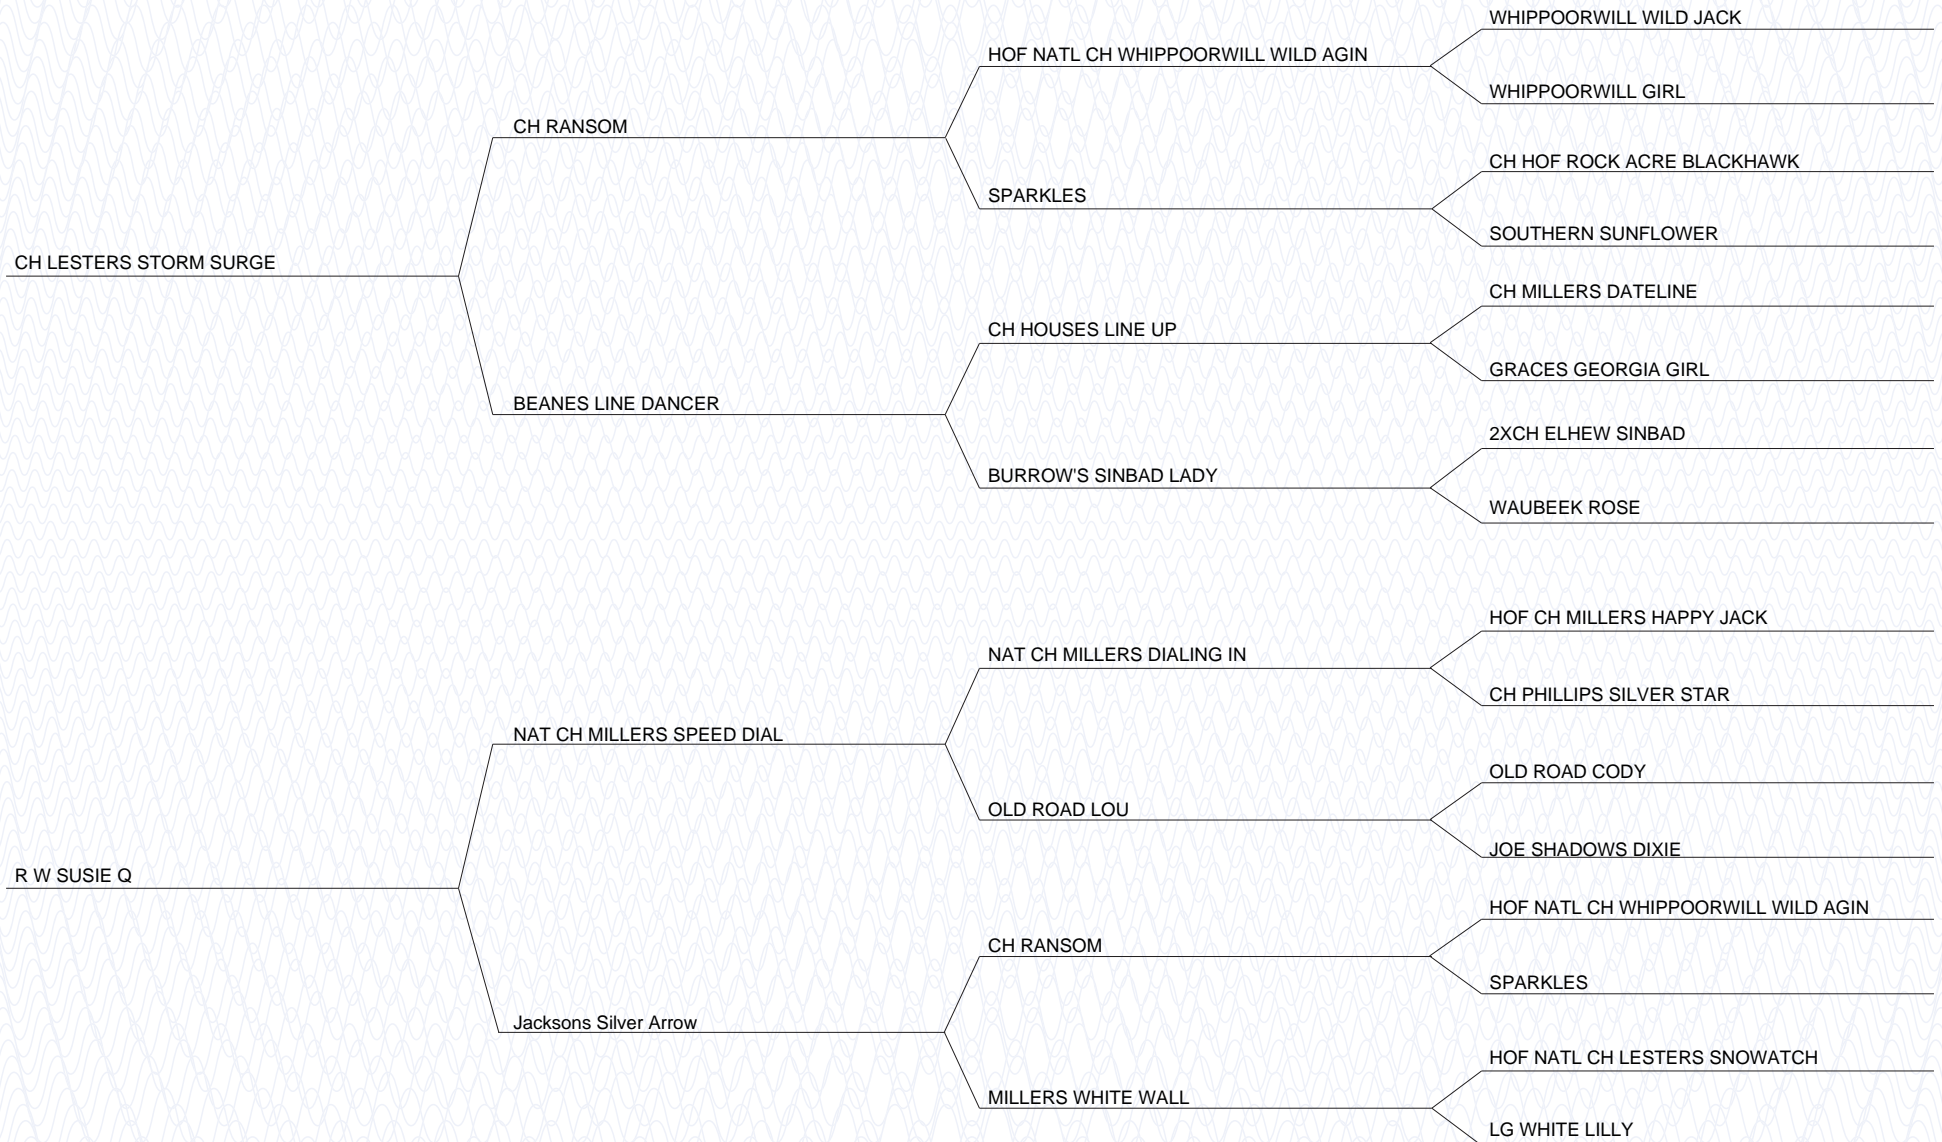 WHIPPOORWILL WILD JACK
HOF NATL CH WHIPPOORWILL WILD AGIN
WHIPPOORWILL GIRL
CH RANSOM
CH HOF ROCK ACRE BLACKHAWK
SPARKLES
SOUTHERN SUNFLOWER
CH LESTERS STORM SURGE
CH MILLERS DATELINE
CH HOUSES LINE UP
GRACES GEORGIA GIRL
BEANES LINE DANCER
2XCH ELHEW SINBAD
BURROW'S SINBAD LADY
WAUBEEK ROSE
HOF CH MILLERS HAPPY JACK
NAT CH MILLERS DIALING IN
CH PHILLIPS SILVER STAR
NAT CH MILLERS SPEED DIAL
OLD ROAD CODY
OLD ROAD LOU
JOE SHADOWS DIXIE
R W SUSIE Q
HOF NATL CH WHIPPOORWILL WILD AGIN
CH RANSOM
SPARKLES
Jacksons Silver Arrow
HOF NATL CH LESTERS SNOWATCH
MILLERS WHITE WALL
LG WHITE LILLY